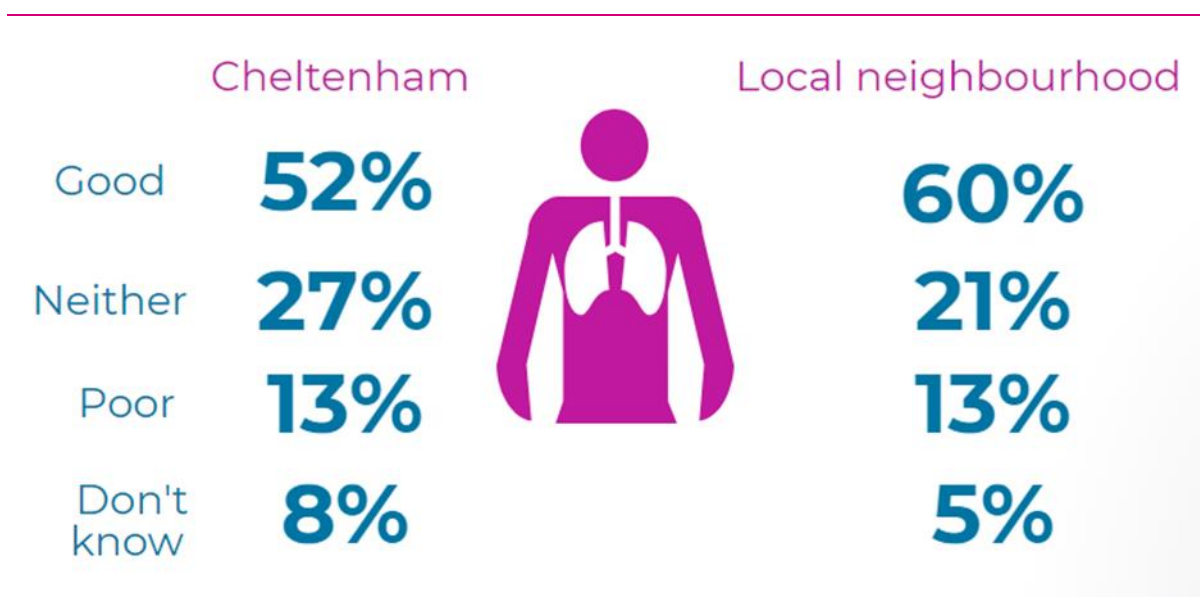 Cheltenham Local neighbourhood
Good 52% 60%
Neither 27% 21%
Poor 13% 13%
Don't
know 8% 5%